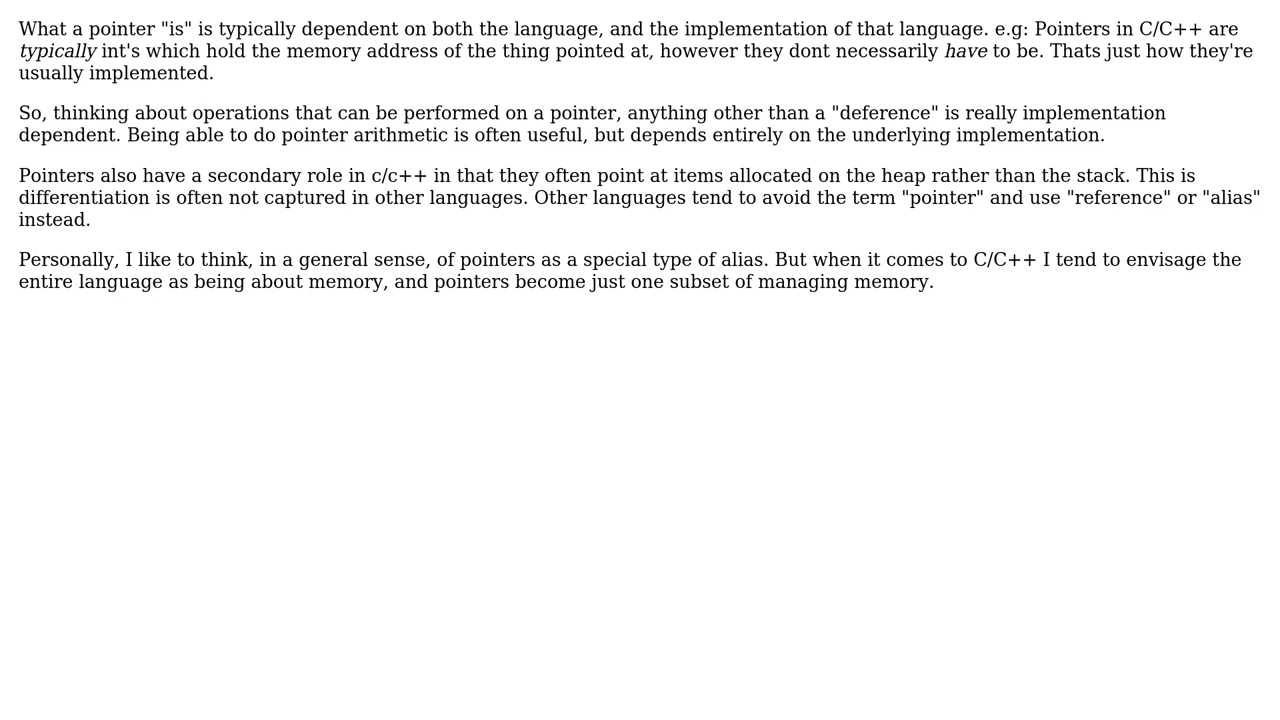 What a pointer "is" is typically dependent on both the language, and the implementation of that language. e.g: Pointers in C/C++ are
typically int's which hold the memory address of the thing pointed at, however they dont necessarily have to be. Thats just how they're
usually implemented.
So, thinking about operations that can be performed on a pointer, anything other than a "deference" is really implementation
dependent. Being able to do pointer arithmetic is often useful, but depends entirely on the underlying implementation.
Pointers also have a secondary role in c/c++ in that they often point at items allocated on the heap rather than the stack. This is
differentiation is often not captured in other languages. Other languages tend to avoid the term "pointer" and use "reference" or "alias"
instead.
Personally, I like to think, in a general sense, of pointers as a special type of alias. But when it comes to C/C++ I tend to envisage the
entire language as being about memory, and pointers become just one subset of managing memory.